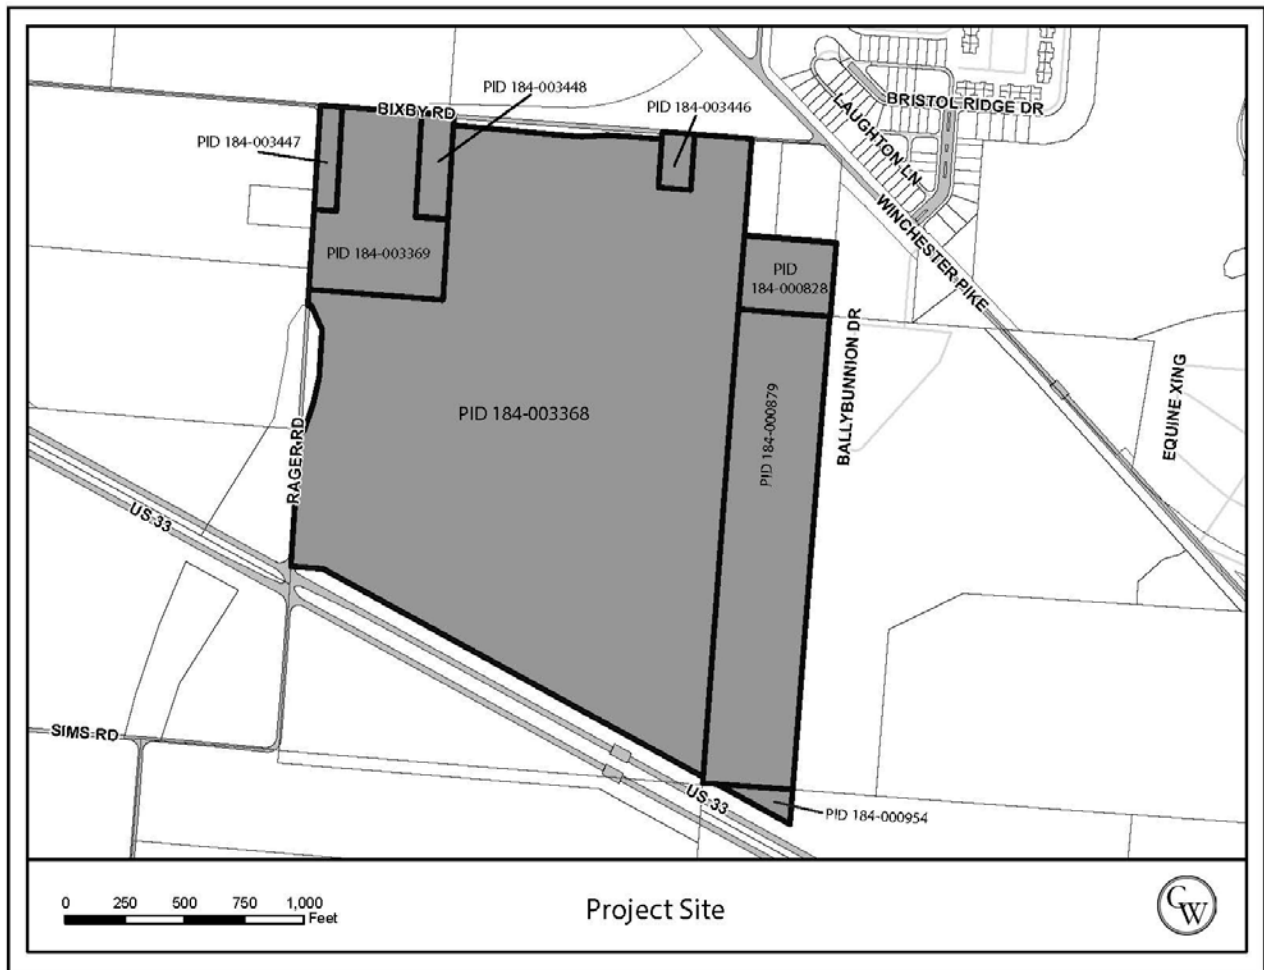 PID 184-003448
BIXBY RD
PID 184-003446
BRISTOL RIDGE DR
LAUGHTON LN
PID 184-003447
WINCHESTER PIKE
PID 184-003369
PID
184-000828
BALLYBUNNION DR
EQUINE XING
PID 184-003368
PID 184-000879
RAGER RD
US 33
SIMS RD
US 33
PID 184-000954
0 250 500 750 1,000
Feet
Project Site
CW